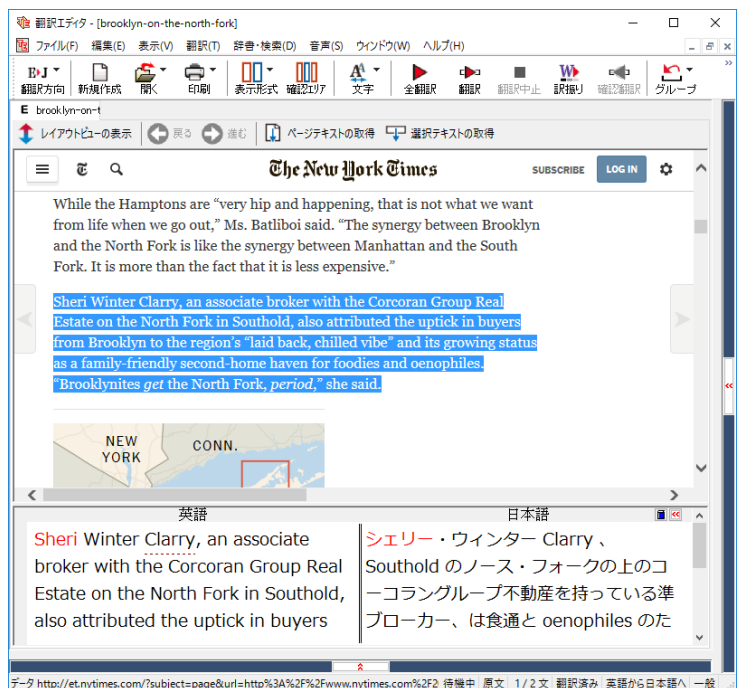 翻訳エディタ - [brooklyn-on-the-north-fork]
ファイル(F) 編集(E) 表示(V) 翻訳(T) 辞書・検索(D) 音声(S) ウィンドウ(W) ヘルプ(H)
E›J
A A
W
翻訳方向 新規作成 開く 印刷 表示形式 確認エリア 文字 全翻訳 翻訳 翻訳中止 訳振り 確認翻訳 グループ
E brooklyn-on-t
レイアウトビューの表示 戻る 進む ページテキストの取得 選択テキストの取得
The New York Times SUBSCRIBE LOG IN
While the Hamptons are “very hip and happening, that is not what we want
from life when we go out,” Ms. Batliboi said. “The synergy between Brooklyn
and the North Fork is like the synergy between Manhattan and the South
Fork. It is more than the fact that it is less expensive.”
Sheri Winter Clarry, an associate broker with the Corcoran Group Real
Estate on the North Fork in Southold, also attributed the uptick in buyers
from Brooklyn to the region’s “laid back, chilled vibe” and its growing status
as a family-friendly second-home haven for foodies and oenophiles.
“Brooklynites get the North Fork, period,” she said.
NEW
YORK
CONN.
英語
日本語
Sheri Winter Clarry, an associate
broker with the Corcoran Group Real
Estate on the North Fork in Southold,
also attributed the uptick in buyers
シェリー・ウィンター Clarry 、
Southold のノース・フォークの上のコ
ーコラングループ不動産を持っている準
ブローカー、は食通と oenophiles のた
データ http://et.nytimes.com/?subject=page&url=http%3A%2F%2Fwww.nytimes.com%2F2 待機中 原文 1/2文 翻訳済み 英語から日本語へ 一般